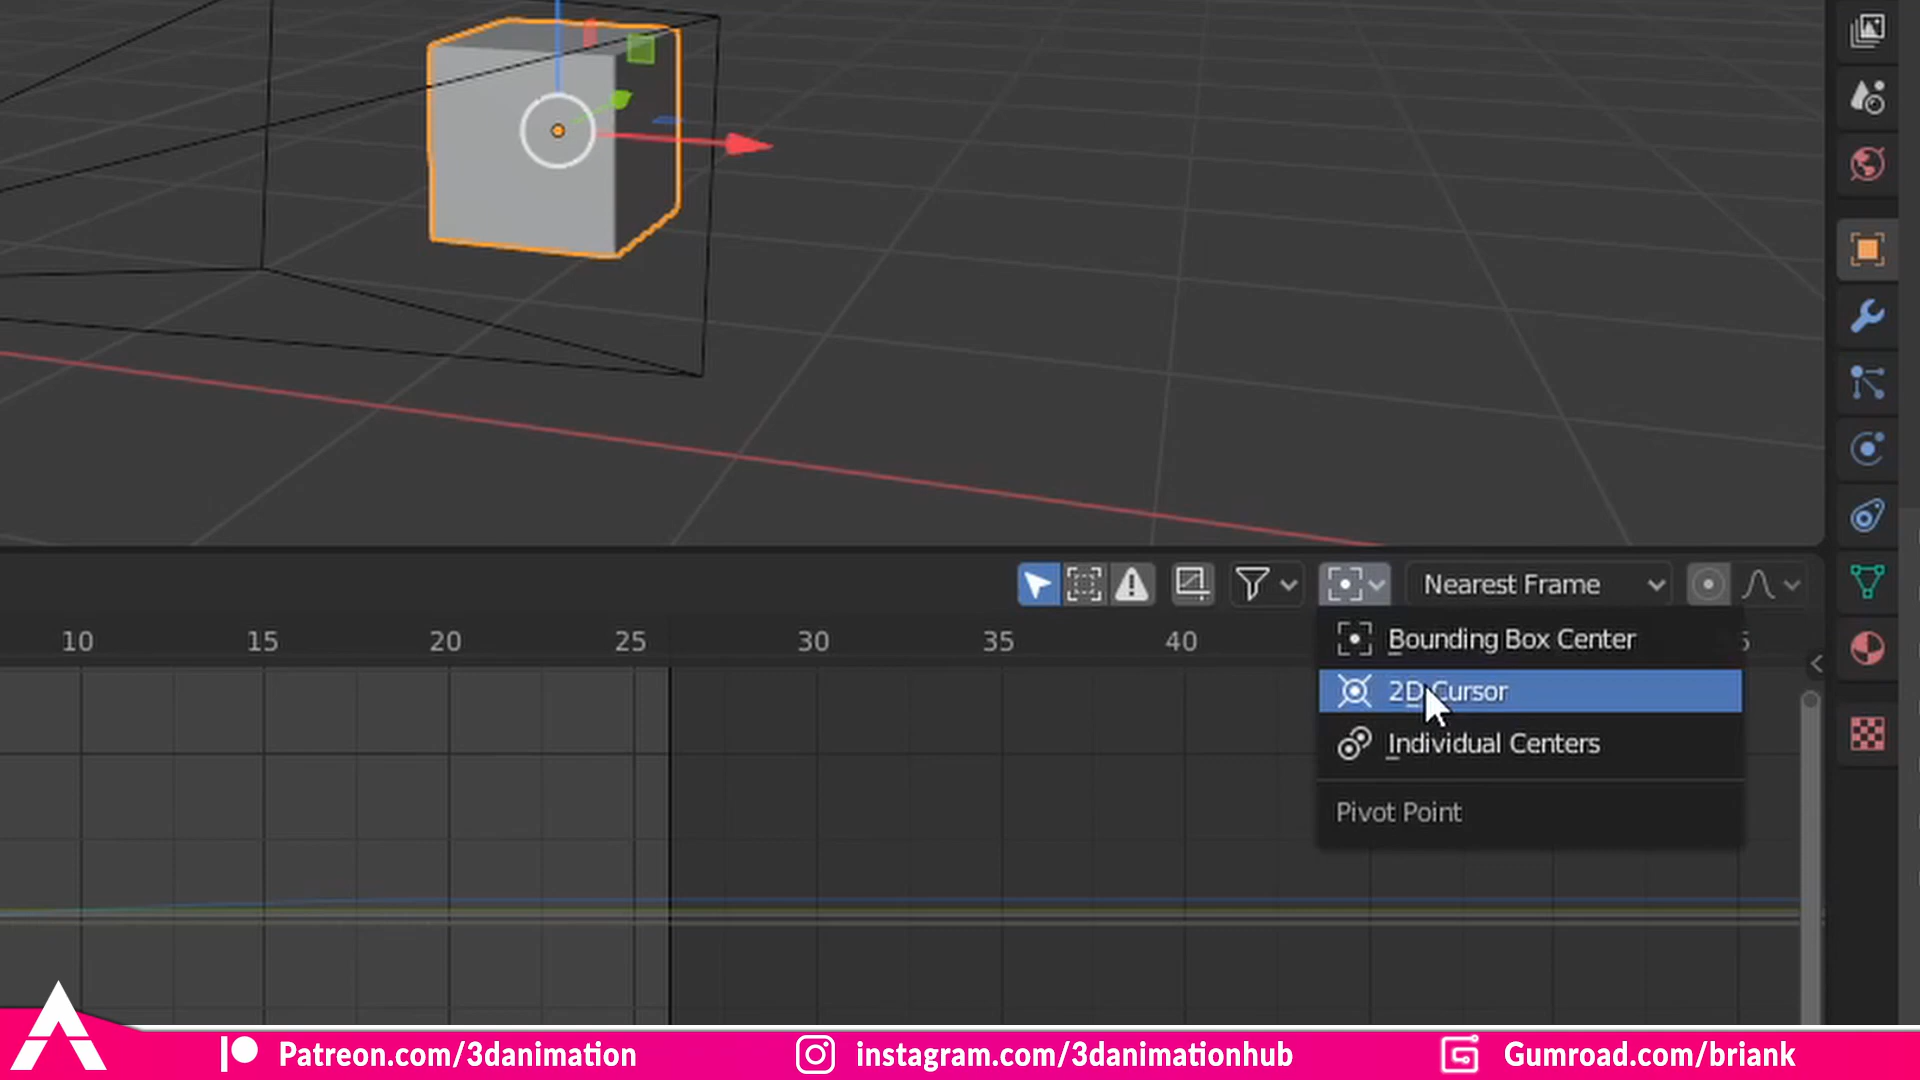 Nearest Frame
10 15 20 25 30 35 40 5
Bounding Box Center
2D Cursor
Individual Centers
Pivot Point
Patreon.com/3danimation
instagram.com/3danimationhub
Gumroad.com/briank